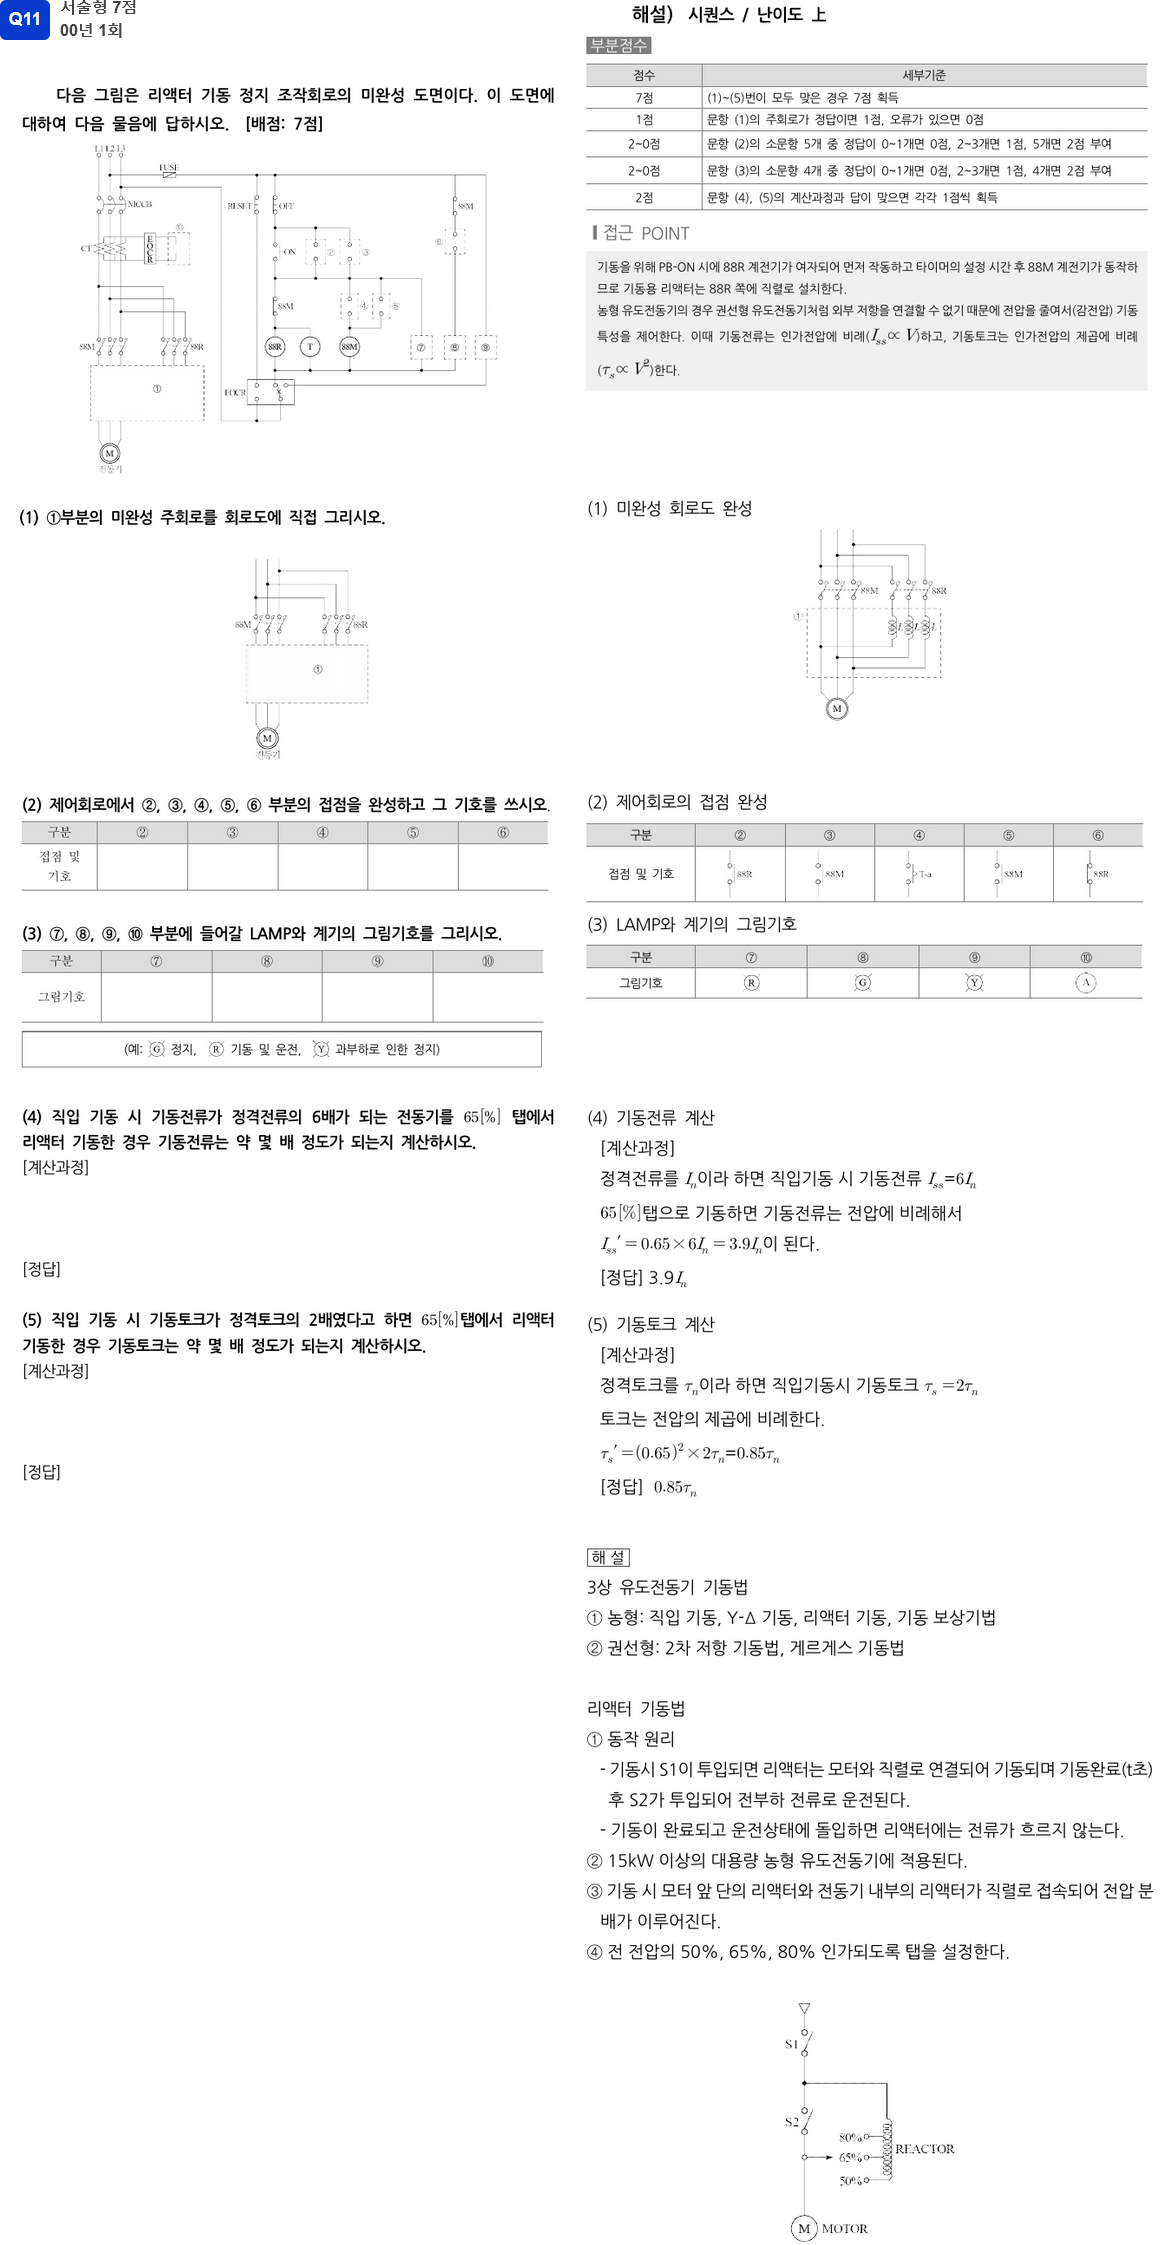 Q11
서술형 7점
00년 1회
다음 그림은 리액터 기동 정지 조작회로의 미완성 도면이다. 이 도면에
대하여 다음 물음에 답하시오. [배점: 7점]
L1 L2 L3
FUSE
MCCB
RESET
OFF
88M
CT
EOCR
⑩
ON
②
③
⑥
88M
④
⑤
88M
88R
88R
T
88M
⑦
⑧
⑨
①
EOCR
M
전동기
(1) ①부분의 미완성 주회로를 회로도에 직접 그리시오.
88M
88R
①
M
전동기
(2) 제어회로에서 ②, ③, ④, ⑤, ⑥ 부분의 접점을 완성하고 그 기호를 쓰시오.
구분 ② ③ ④ ⑤ ⑥
접점 및
기호
(3) ⑦, ⑧, ⑨, ⑩ 부분에 들어갈 LAMP와 계기의 그림기호를 그리시오.
구분 ⑦ ⑧ ⑨ ⑩
그림기호
(예: G 정지, R 기동 및 운전, Y 과부하로 인한 정지)
(4) 직입 기동 시 기동전류가 정격전류의 6배가 되는 전동기를 65[%] 탭에서
리액터 기동한 경우 기동전류는 약 몇 배 정도가 되는지 계산하시오.
[계산과정]
[정답]
(5) 직입 기동 시 기동토크가 정격토크의 2배였다고 하면 65[%]탭에서 리액터
기동한 경우 기동토크는 약 몇 배 정도가 되는지 계산하시오.
[계산과정]
[정답]
해설) 시퀀스 / 난이도 上
부분점수
점수 세부기준
7점 (1)~(5)번이 모두 맞은 경우 7점 획득
1점 문항 (1)의 주회로가 정답이면 1점, 오류가 있으면 0점
2~0점 문항 (2)의 소문항 5개 중 정답이 0~1개면 0점, 2~3개면 1점, 5개면 2점 부여
2~0점 문항 (3)의 소문항 4개 중 정답이 0~1개면 0점, 2~3개면 1점, 4개면 2점 부여
2점 문항 (4), (5)의 계산과정과 답이 맞으면 각각 1점씩 획득
접근 POINT
기동을 위해 PB-ON 시에 88R 계전기가 여자되어 먼저 작동하고 타이머의 설정 시간 후 88M 계전기가 동작하
므로 기동용 리액터는 88R 쪽에 직렬로 설치한다.
농형 유도전동기의 경우 권선형 유도전동기처럼 외부 저항을 연결할 수 없기 때문에 전압을 줄여서(감전압) 기동
특성을 제어한다. 이때 기동전류는 인가전압에 비례(I_ss∝V)하고, 기동토크는 인가전압의 제곱에 비례
(τ_s∝V²)한다.
(1) 미완성 회로도 완성
88M
88R
①
L L L
M
(2) 제어회로의 접점 완성
구분 ② ③ ④ ⑤ ⑥
접점 및 기호 88R 88M T-a 88M 88R
(3) LAMP와 계기의 그림기호
구분 ⑦ ⑧ ⑨ ⑩
그림기호 R G Y A
(4) 기동전류 계산
[계산과정]
정격전류를 I_n이라 하면 직입기동 시 기동전류 I_ss=6I_n
65[%]탭으로 기동하면 기동전류는 전압에 비례해서
I_ss′=0.65×6I_n=3.9I_n이 된다.
[정답] 3.9I_n
(5) 기동토크 계산
[계산과정]
정격토크를 τ_n이라 하면 직입기동시 기동토크 τ_s=2τ_n
토크는 전압의 제곱에 비례한다.
τ_s′=(0.65)²×2τ_n=0.85τ_n
[정답] 0.85τ_n
해 설
3상 유도전동기 기동법
① 농형: 직입 기동, Y-Δ 기동, 리액터 기동, 기동 보상기법
② 권선형: 2차 저항 기동법, 게르게스 기동법
리액터 기동법
① 동작 원리
- 기동시 S1이 투입되면 리액터는 모터와 직렬로 연결되어 기동되며 기동완료(t초)
후 S2가 투입되어 전부하 전류로 운전된다.
- 기동이 완료되고 운전상태에 돌입하면 리액터에는 전류가 흐르지 않는다.
② 15kW 이상의 대용량 농형 유도전동기에 적용된다.
③ 기동 시 모터 앞 단의 리액터와 전동기 내부의 리액터가 직렬로 접속되어 전압 분
배가 이루어진다.
④ 전 전압의 50%, 65%, 80% 인가되도록 탭을 설정한다.
S1
S2
80%
65%
50%
REACTOR
M MOTOR